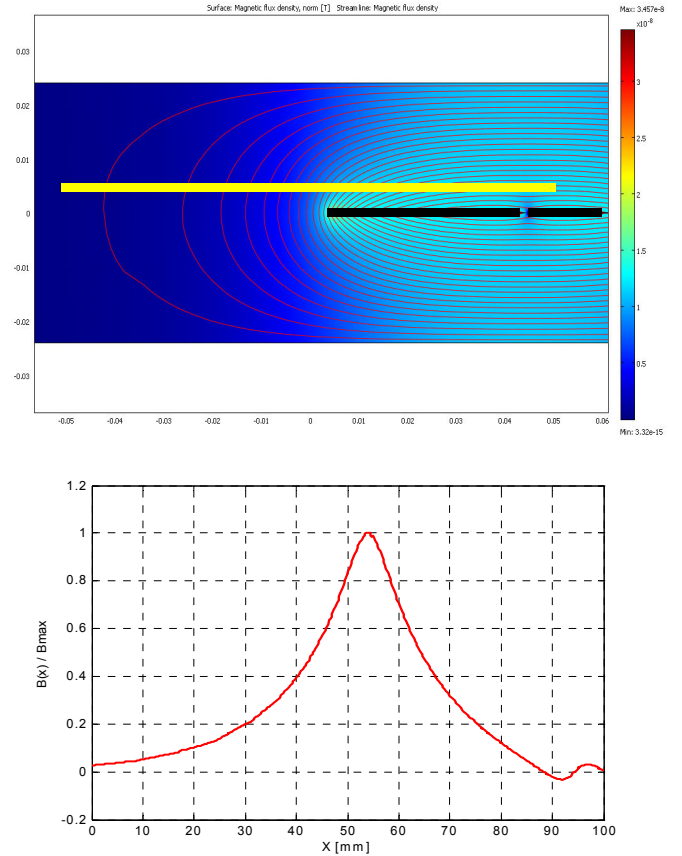 Surface: Magnetic flux density, norm [T] Streamline: Magnetic flux density
Max: 3.457e-8
x10⁻⁸
0.03
0.02
0.01
0
-0.01
-0.02
-0.03
3
2.5
2
1.5
1
0.5
-0.05 -0.04 -0.03 -0.02 -0.01 0 0.01 0.02 0.03 0.04 0.05 0.06
Min: 3.32e-15
1.2
1
0.8
0.6
0.4
0.2
0
-0.2
B(x) / Bmax
0 10 20 30 40 50 60 70 80 90 100
X [mm]